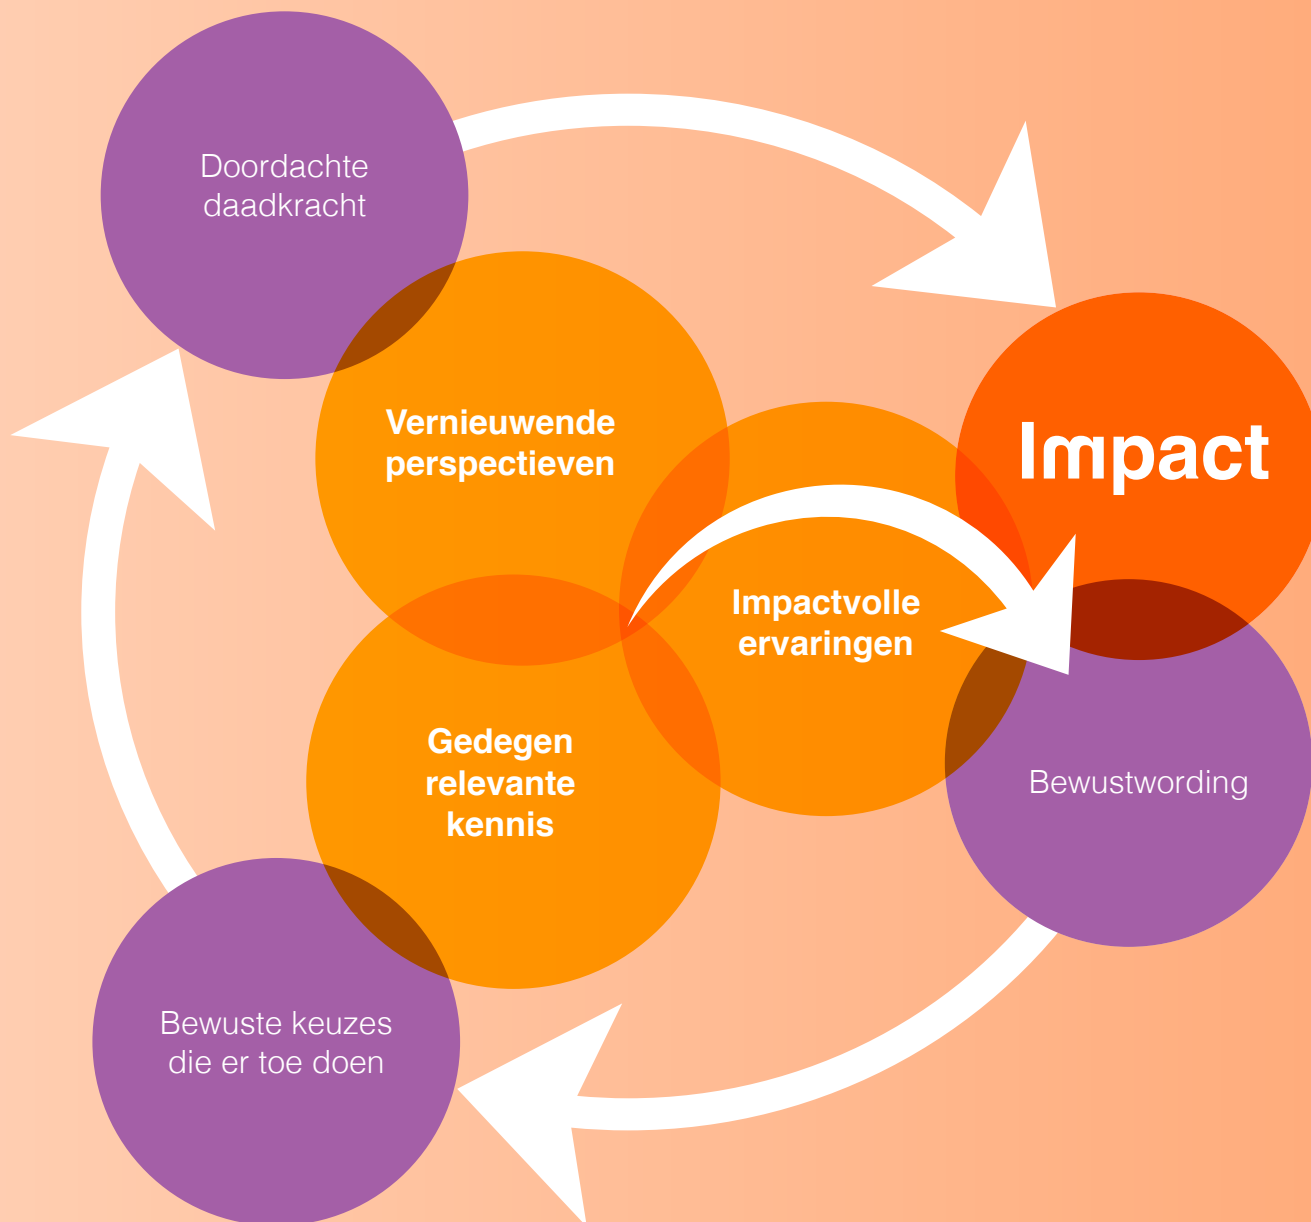 Doordachte
daadkracht
Vernieuwende
perspectieven
Impact
Impactvolle
ervaringen
Gedegen
relevante
kennis
Bewustwording
Bewuste keuzes
die er toe doen